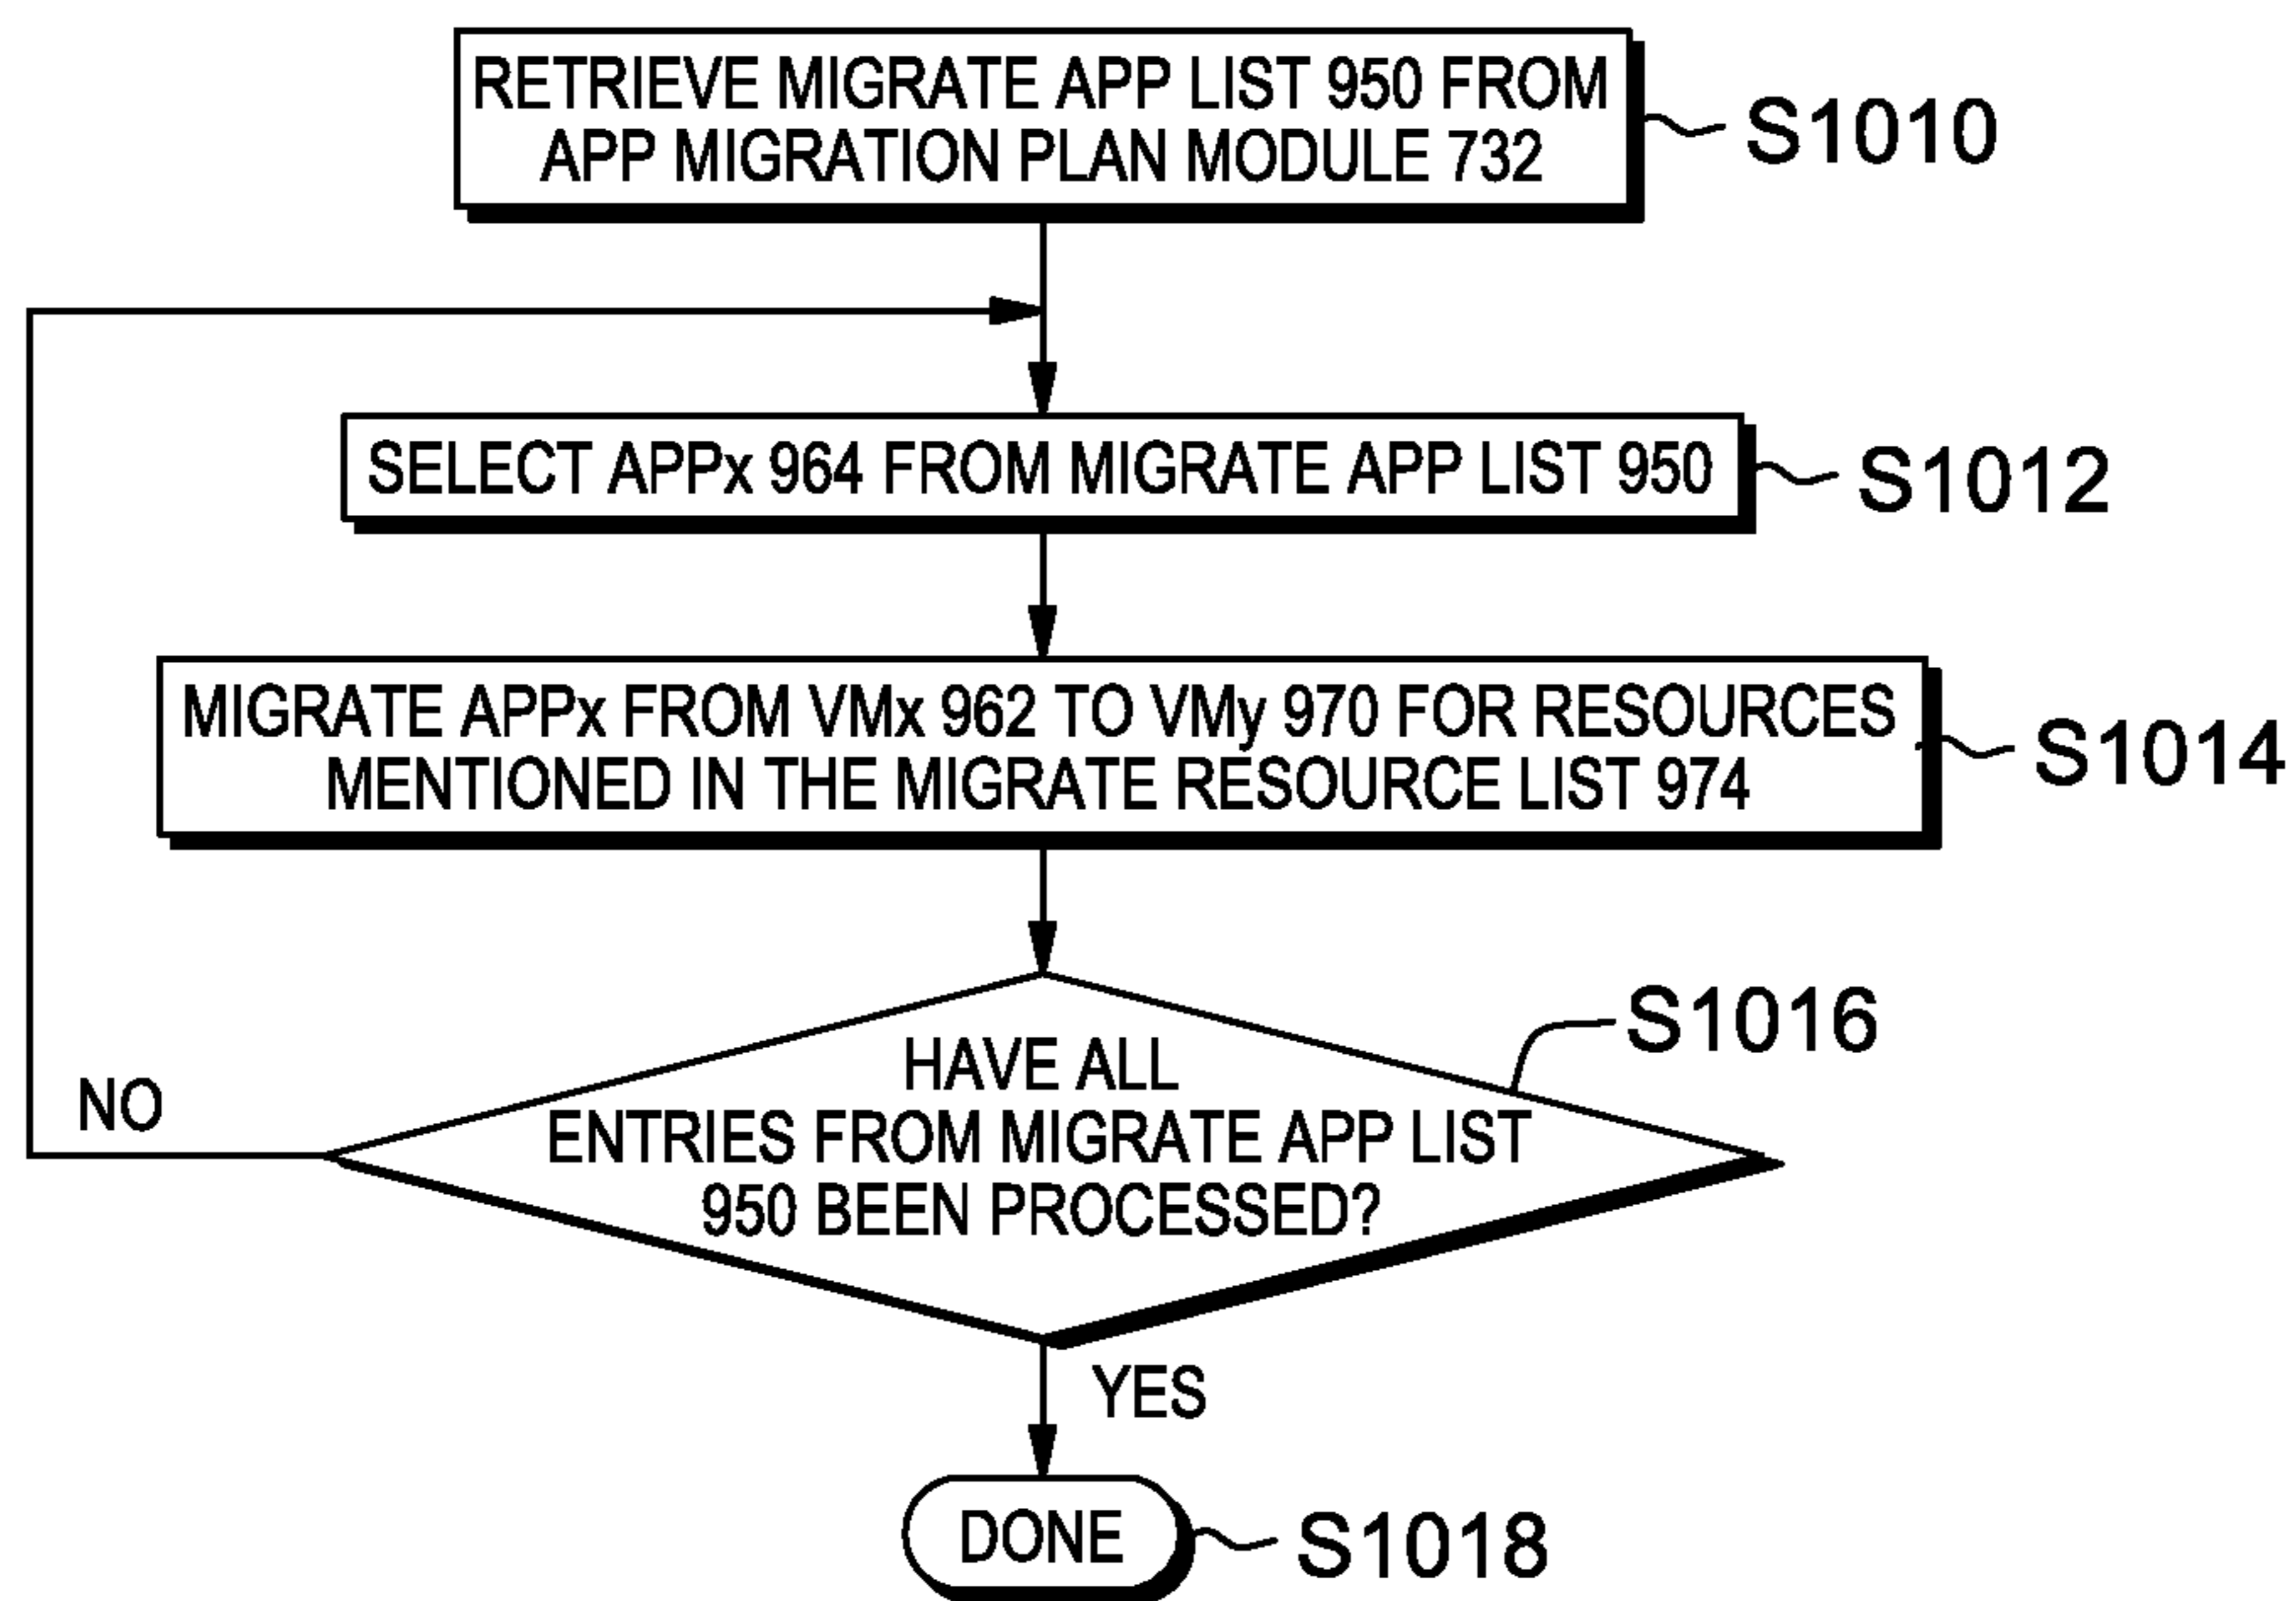 RETRIEVE MIGRATE APP LIST 950 FROM
APP MIGRATION PLAN MODULE 732
S1010
SELECT APPx 964 FROM MIGRATE APP LIST 950
S1012
MIGRATE APPx FROM VMx 962 TO VMy 970 FOR RESOURCES
MENTIONED IN THE MIGRATE RESOURCE LIST 974
S1014
HAVE ALL
ENTRIES FROM MIGRATE APP LIST
950 BEEN PROCESSED?
S1016
NO
YES
DONE
S1018